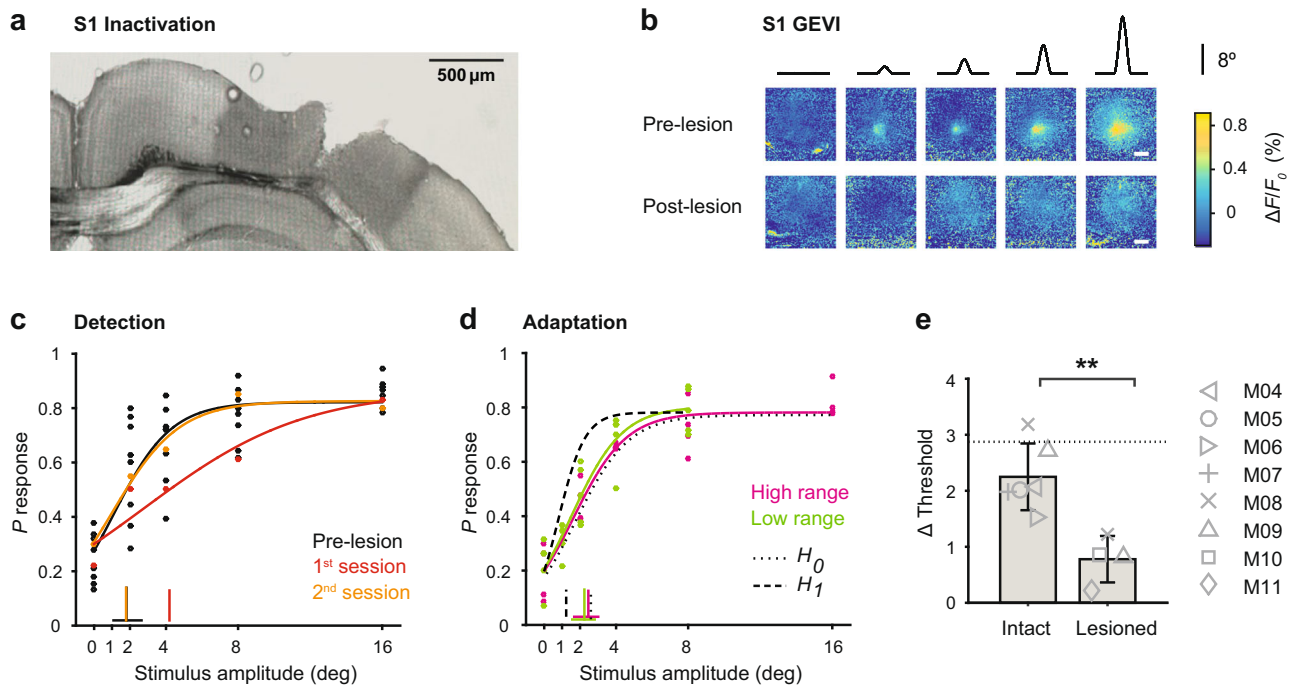 a S1 Inactivation
500 µm
b S1 GEVI
8º
Pre-lesion
Post-lesion
0.8
0.4
0
ΔF/F0 (%)
c Detection
P response
1
0.8
0.6
0.4
0.2
0
Pre-lesion
1st session
2nd session
0 1 2 4 8 16
Stimulus amplitude (deg)
d Adaptation
P response
1
0.8
0.6
0.4
0.2
0
High range
Low range
H0
H1
0 1 2 4 8 16
Stimulus amplitude (deg)
e
**
Δ Threshold
4
3
2
1
0
Intact Lesioned
M04
M05
M06
M07
M08
M09
M10
M11